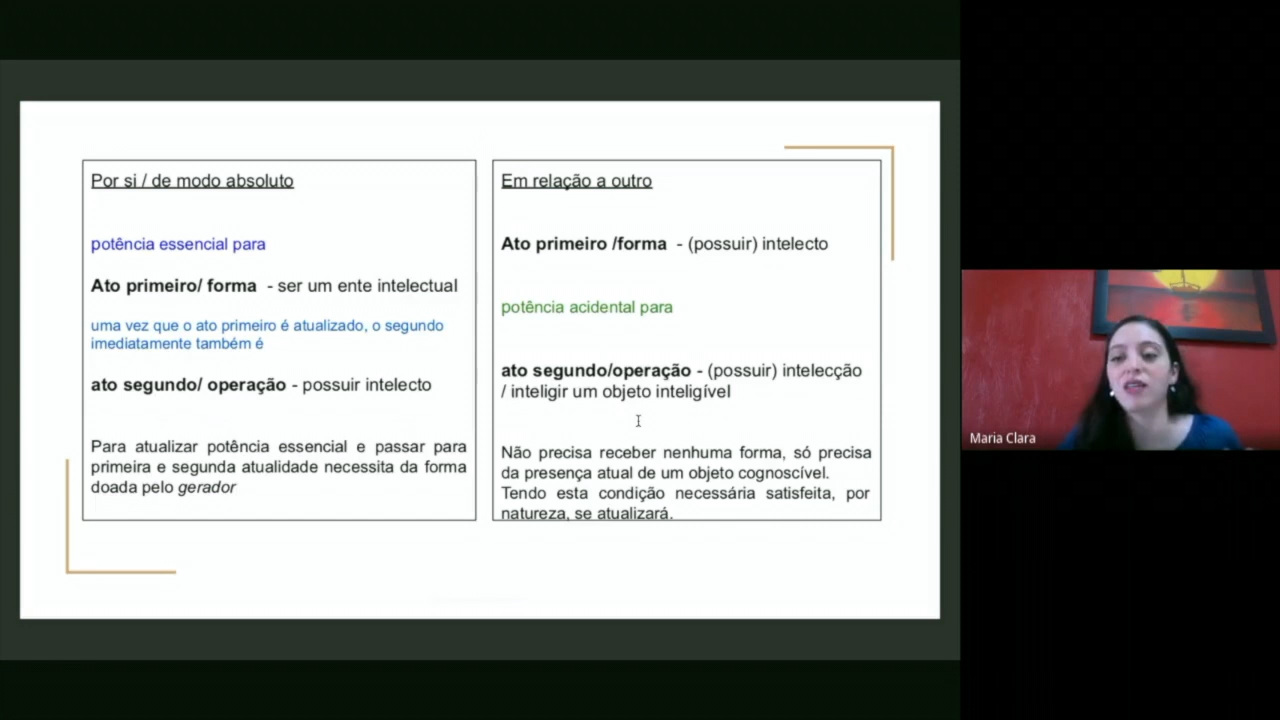 Por si / de modo absoluto
potência essencial para
Ato primeiro/ forma - ser um ente intelectual
uma vez que o ato primeiro é atualizado, o segundo
imediatamente também é
ato segundo/ operação - possuir intelecto
Para atualizar potência essencial e passar para
primeira e segunda atualidade necessita da forma
doada pelo gerador
Em relação a outro
Ato primeiro /forma - (possuir) intelecto
potência acidental para
ato segundo/operação - (possuir) intelecção
/ inteligir um objeto inteligível
Não precisa receber nenhuma forma, só precisa
da presença atual de um objeto cognoscível.
Tendo esta condição necessária satisfeita, por
natureza, se atualizará.
Maria Clara